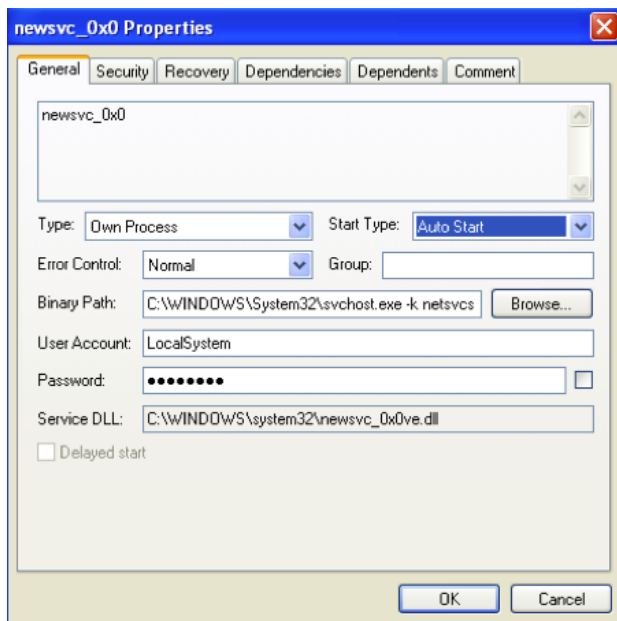 newsvc_0x0 Properties
General Security Recovery Dependencies Dependents Comment
newsvc_0x0
Type: Own Process Start Type: Auto Start
Error Control: Normal Group:
Binary Path: C:\WINDOWS\System32\svchost.exe -k netsvcs Browse...
User Account: LocalSystem
Password: ●●●●●●●●
Service DLL: C:\WINDOWS\system32\newsvc_0x0ve.dll
Delayed start
OK Cancel